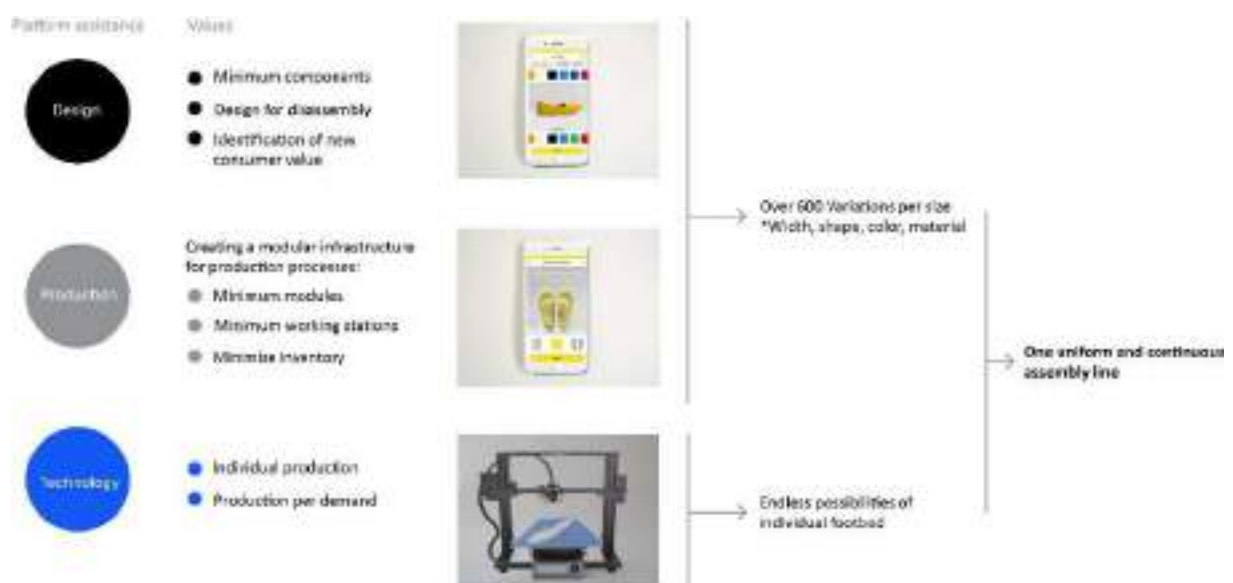 Platform assistance
Values
Design
Minimum components
Design for disassembly
Identification of new
consumer value
Over 600 Variations per size
*Width, shape, color, material
Production
Creating a modular infrastructure
for production processes:
Minimum modules
Minimum working stations
Minimize inventory
One uniform and continuous
assembly line
Technology
Individual production
Production per demand
Endless possibilities of
individual footbed